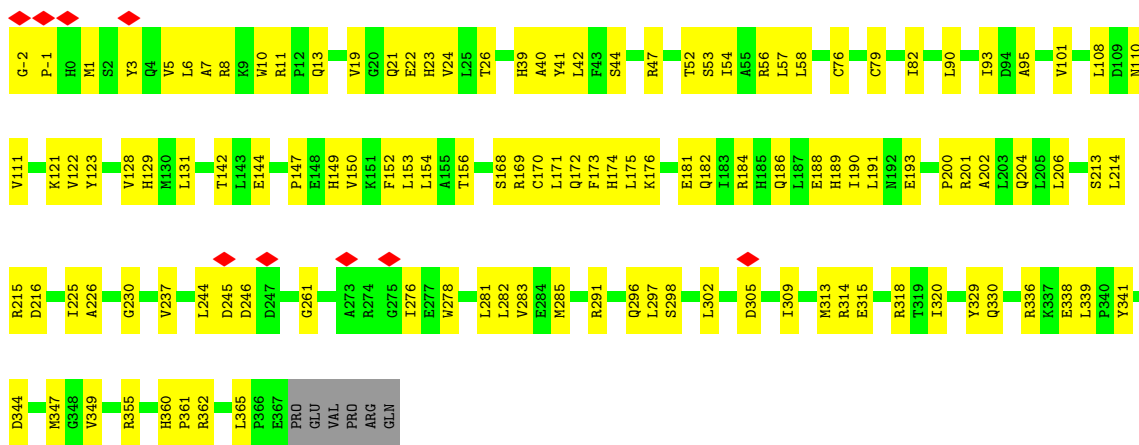 G-2 P-1 H0 M1 S2 Y3 Q4 V5 L6 A7 R8 K9 W10 R11 P12 Q13 V19 G20 Q21 E22 H23 V24 L25 T26 H39 A40 Y41 L42 F43 S44 R47 T52 S53 I54 A55 R56 L57 L58 C76 C79 I82 L90 I93 D94 A95 V101 L108 D109 N110
V111 K121 V122 Y123 V128 H129 M130 L131 T142 L143 E144 P147 E148 H149 V150 K151 F152 L153 L154 A155 T156 S168 R169 C170 L171 Q172 F173 H174 L175 K176 E181 Q182 I183 R184 H185 Q186 L187 E188 H189 I190 L191 N192 E193 P200 R201 A202 L203 Q204 L205 L206 S213 L214
R215 D216 I225 A226 G230 V237 L244 D245 D246 D247 G261 A273 R274 G275 I276 E277 W278 L281 L282 V283 E284 M285 R291 Q296 L297 S298 L302 D305 I309 M313 R314 E315 R318 T319 I320 Y329 Q330 R336 K337 E338 L339 P340 Y341
D344 M347 G348 V349 R355 H360 P361 R362 L365 P366 E367 PRO GLU VAL PRO ARG GLN